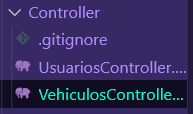 Controller
.gitignore
UsuariosController....
VehiculosControlle...